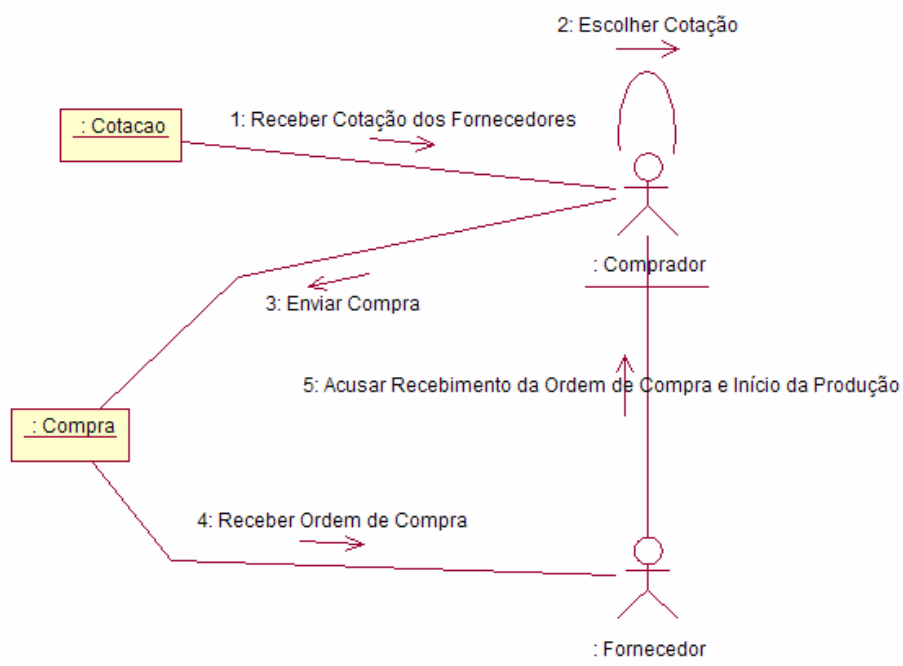 2: Escolher Cotação
: Cotacao
1: Receber Cotação dos Fornecedores
: Comprador
3: Enviar Compra
5: Acusar Recebimento da Ordem de Compra e Início da Produção
: Compra
4: Receber Ordem de Compra
: Fornecedor